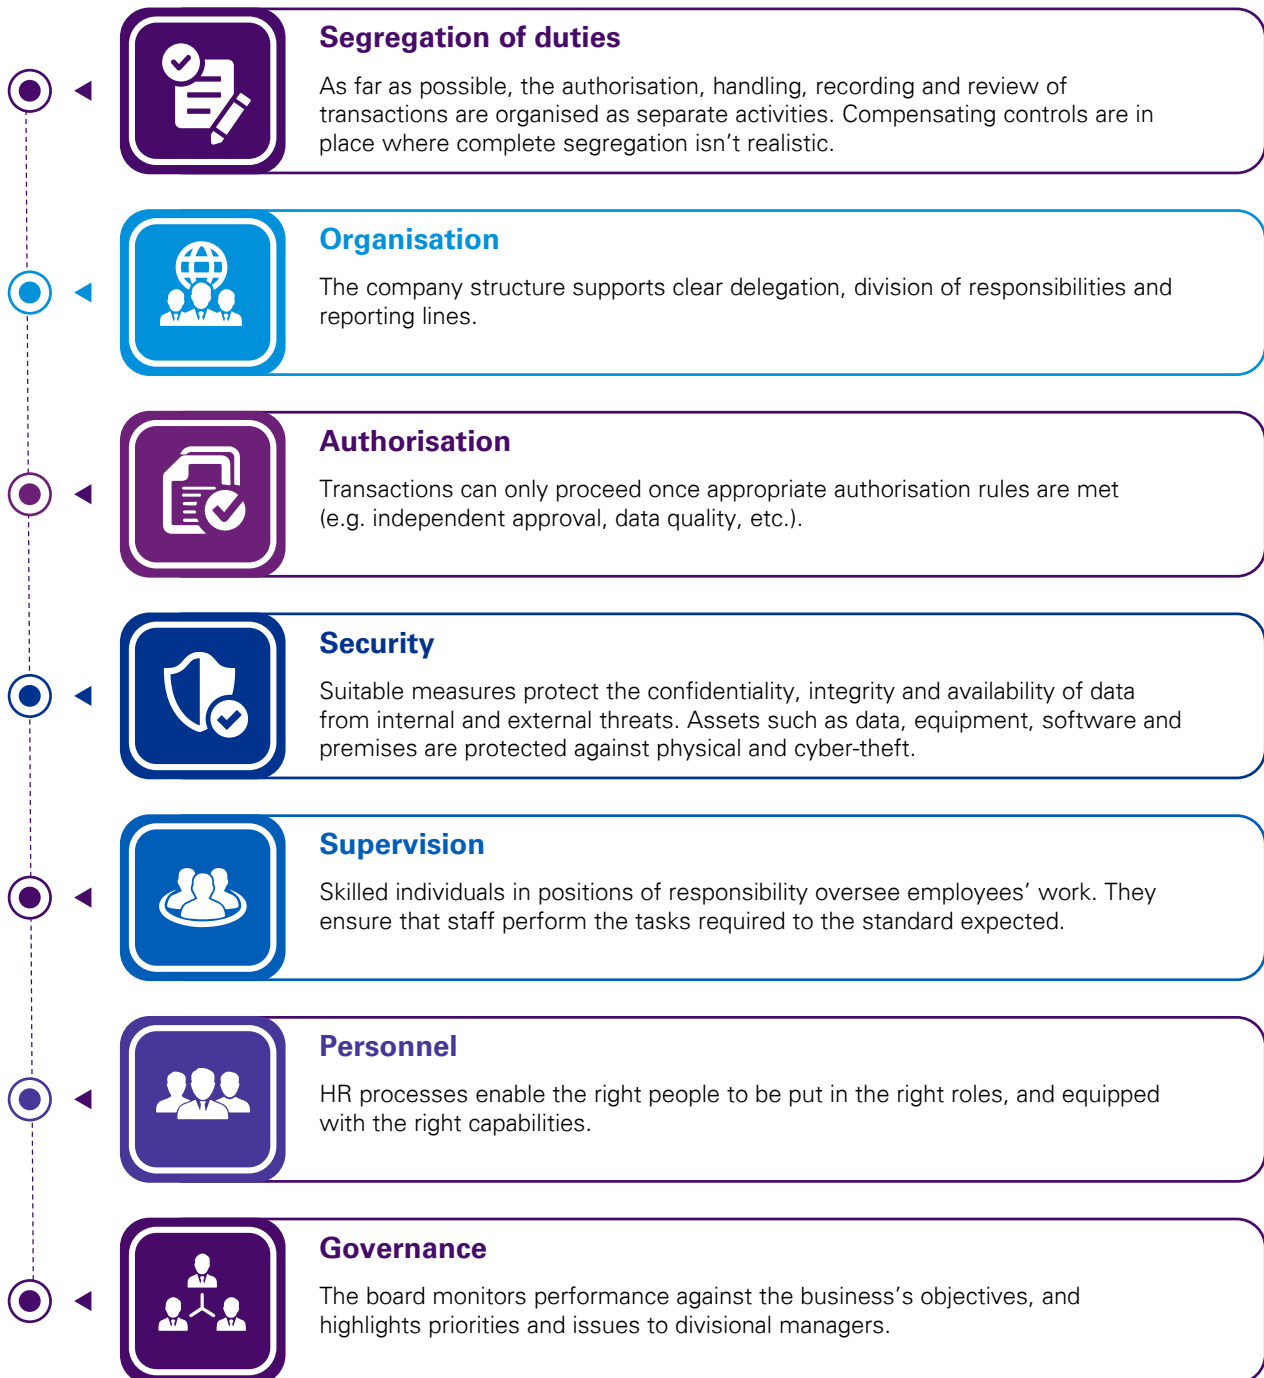 Segregation of duties
As far as possible, the authorisation, handling, recording and review of
transactions are organised as separate activities. Compensating controls are in
place where complete segregation isn’t realistic.
Organisation
The company structure supports clear delegation, division of responsibilities and
reporting lines.
Authorisation
Transactions can only proceed once appropriate authorisation rules are met
(e.g. independent approval, data quality, etc.).
Security
Suitable measures protect the confidentiality, integrity and availability of data
from internal and external threats. Assets such as data, equipment, software and
premises are protected against physical and cyber-theft.
Supervision
Skilled individuals in positions of responsibility oversee employees’ work. They
ensure that staff perform the tasks required to the standard expected.
Personnel
HR processes enable the right people to be put in the right roles, and equipped
with the right capabilities.
Governance
The board monitors performance against the business’s objectives, and
highlights priorities and issues to divisional managers.